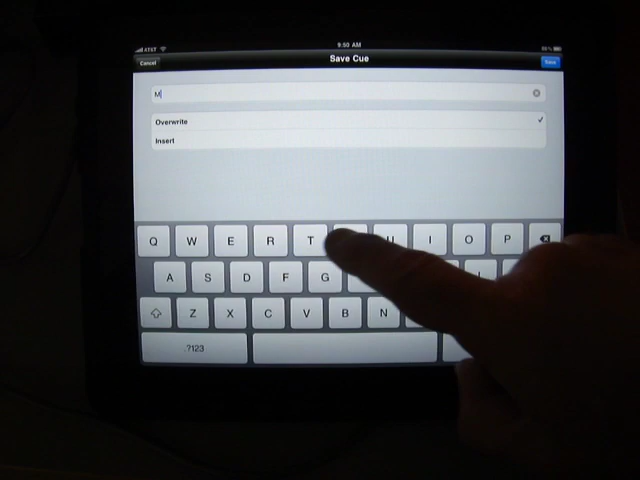 AT&T 9:50 AM
Cancel Save Cue Save
M
Overwrite
Insert
Q W E R T U I O P
A S D F G
Z X C V B N
.?123